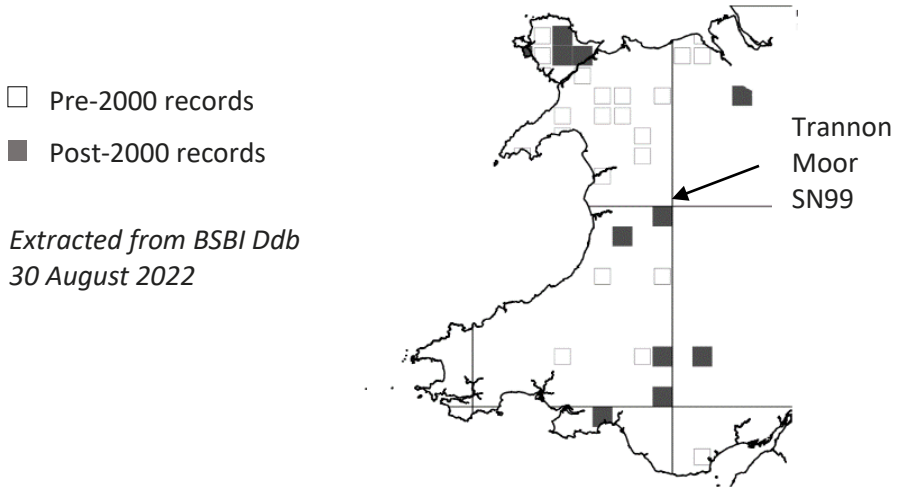 Pre-2000 records
Post-2000 records
Extracted from BSBI Ddb
30 August 2022
Trannon
Moor
SN99